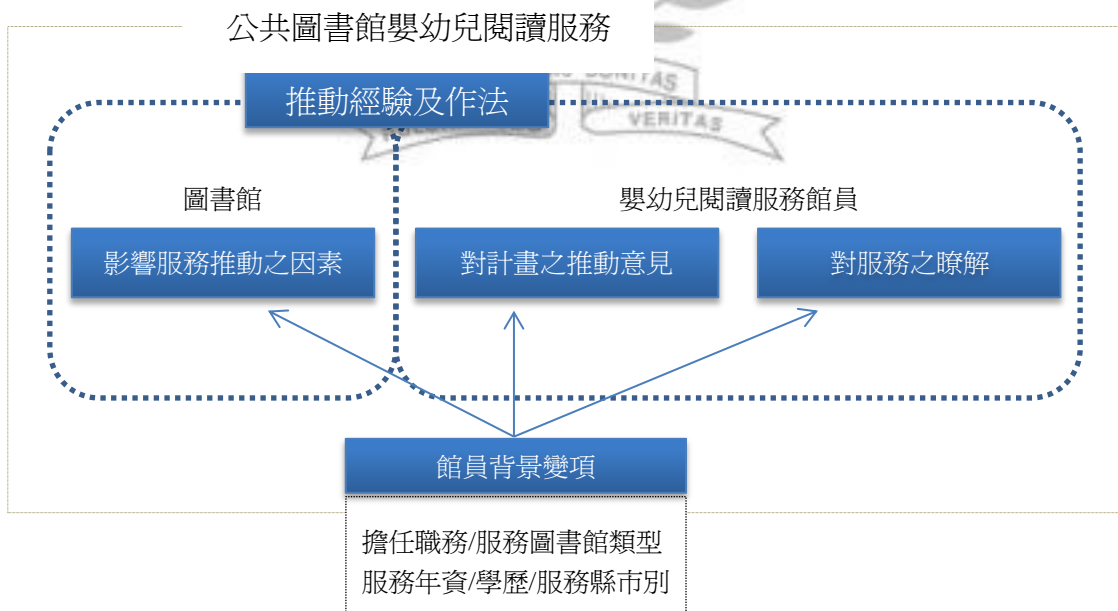 公共圖書館嬰幼兒閱讀服務
推動經驗及作法
VERITAS
圖書館
嬰幼兒閱讀服務館員
影響服務推動之因素
對計畫之推動意見
對服務之瞭解
館員背景變項
擔任職務/服務圖書館類型
服務年資/學歷/服務縣市別